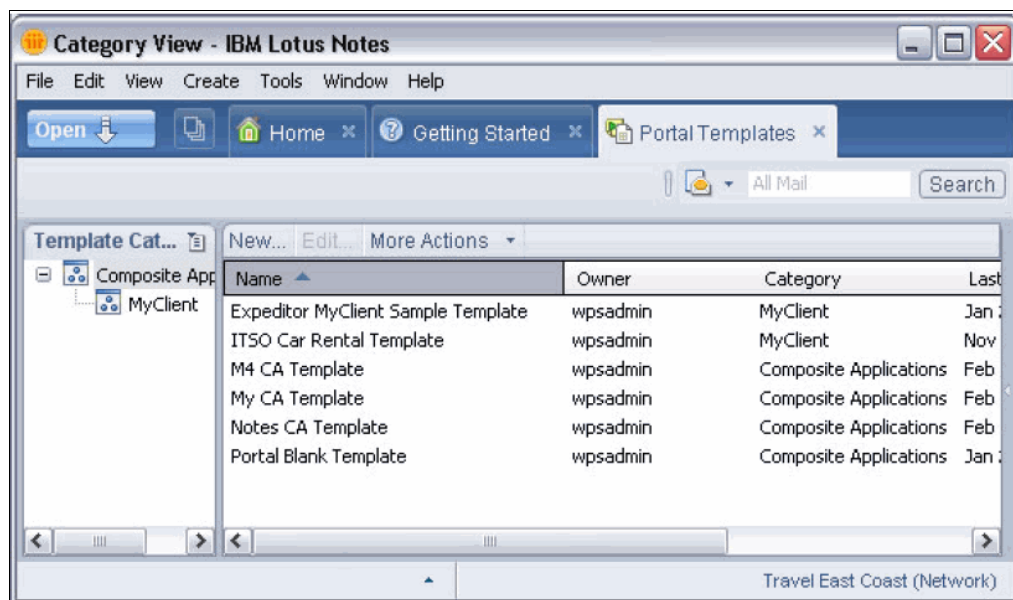 Category View - IBM Lotus Notes
File Edit View Create Tools Window Help
Open Home Getting Started Portal Templates
All Mail Search
Template Cat... New... Edit... More Actions
Composite App Name Owner Category Last
MyClient Expeditor MyClient Sample Template wpsadmin MyClient Jan
ITSO Car Rental Template wpsadmin MyClient Nov
M4 CA Template wpsadmin Composite Applications Feb
My CA Template wpsadmin Composite Applications Feb
Notes CA Template wpsadmin Composite Applications Feb
Portal Blank Template wpsadmin Composite Applications Jan
Travel East Coast (Network)